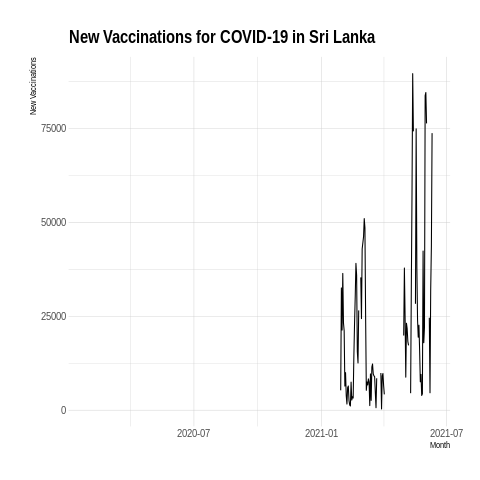 New Vaccinations for COVID-19 in Sri Lanka
New Vaccinations
75000
50000
25000
0
2020-07
2021-01
2021-07
Month